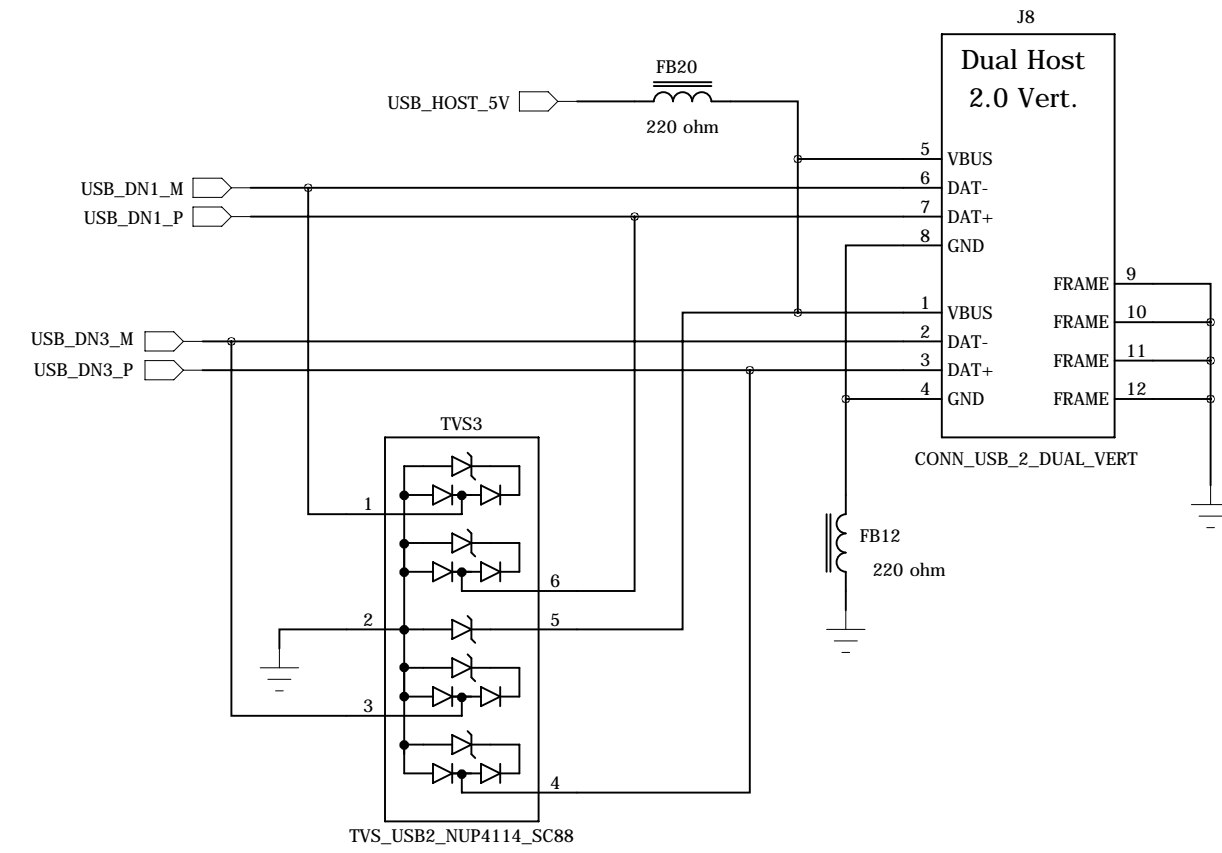 J8
Dual Host
2.0 Vert.
FB20
USB_HOST_5V
220 ohm
5 VBUS
USB_DN1_M
6 DAT-
USB_DN1_P
7 DAT+
8 GND
FRAME 9
1 VBUS
FRAME 10
USB_DN3_M
2 DAT-
FRAME 11
USB_DN3_P
3 DAT+
4 GND
FRAME 12
TVS3
CONN_USB_2_DUAL_VERT
1
FB12
220 ohm
6
2
5
3
4
TVS_USB2_NUP4114_SC88